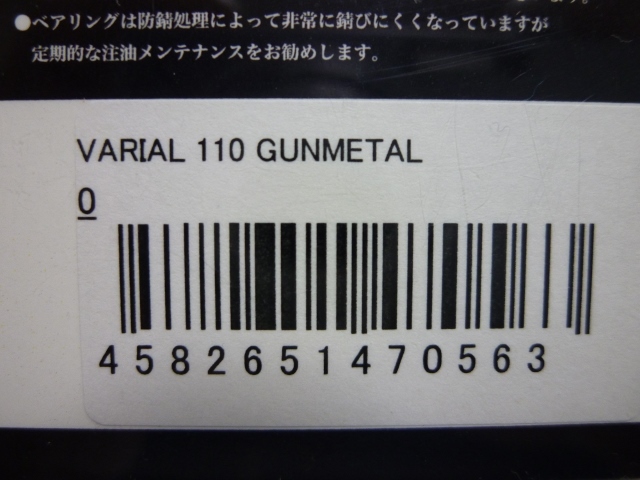 ●ベアリングは防錆処理によって非常に錆びにくくなっていますが
定期的な注油メンテナンスをお勧めします。
VARIAL 110 GUNMETAL
0
4582651470563